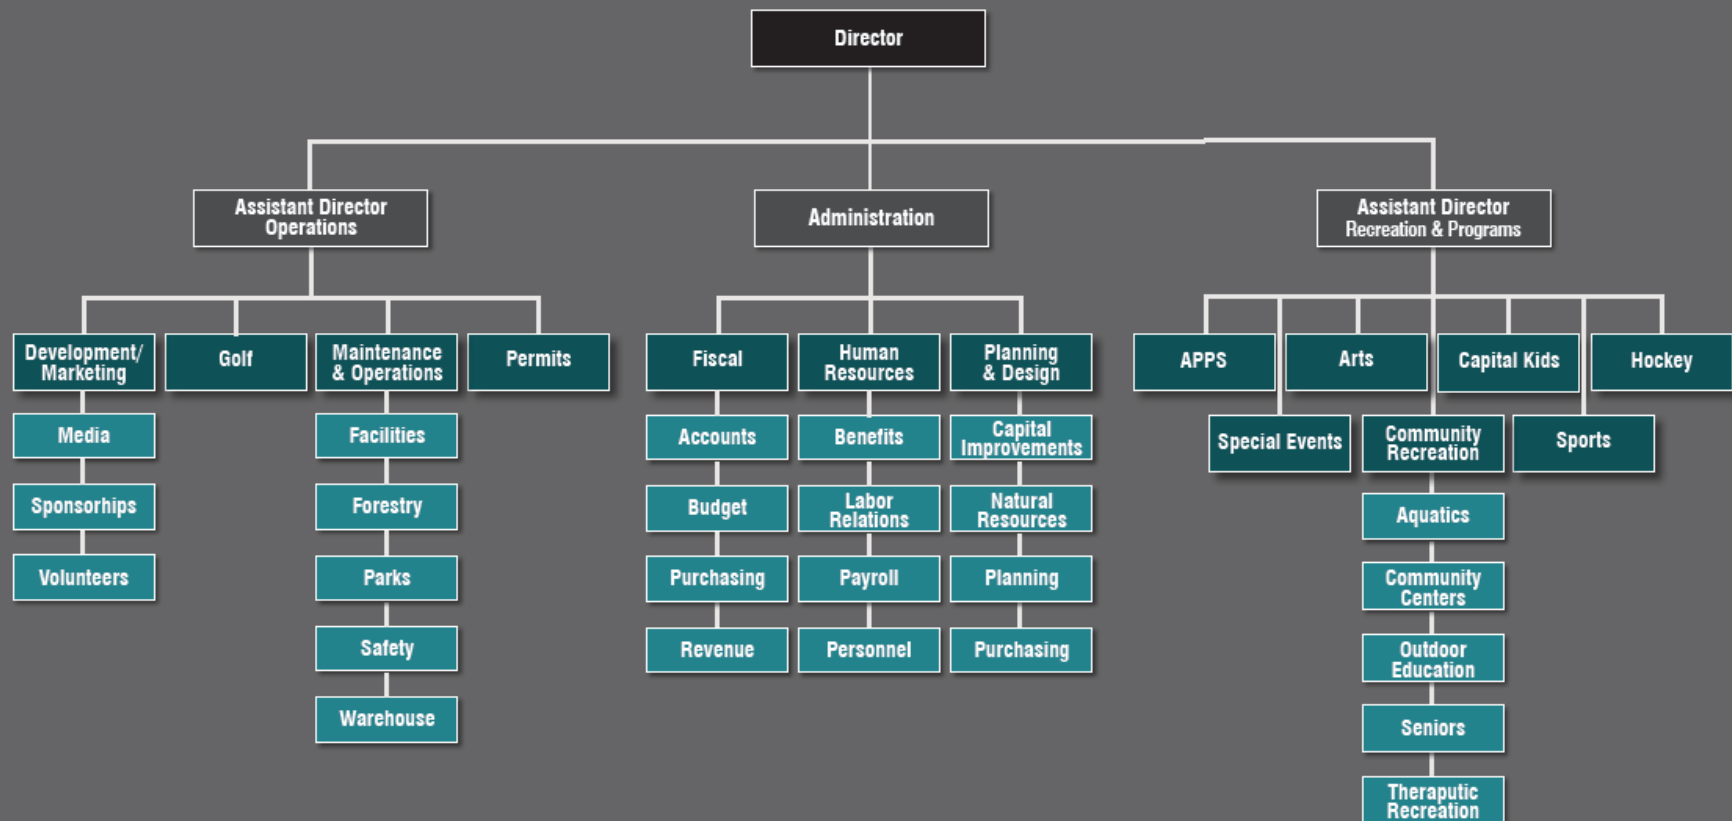 Director
Assistant Director
Operations
Administration
Assistant Director
Recreation & Programs
Development/
Marketing
Golf
Maintenance
& Operations
Permits
Fiscal
Human
Resources
Planning
& Design
APPS
Arts
Capital Kids
Hockey
Media
Facilities
Accounts
Benefits
Capital
Improvements
Special Events
Community
Recreation
Sports
Sponsorhips
Forestry
Budget
Labor
Relations
Natural
Resources
Aquatics
Volunteers
Parks
Purchasing
Payroll
Planning
Community
Centers
Safety
Revenue
Personnel
Purchasing
Outdoor
Education
Warehouse
Seniors
Theraputic
Recreation